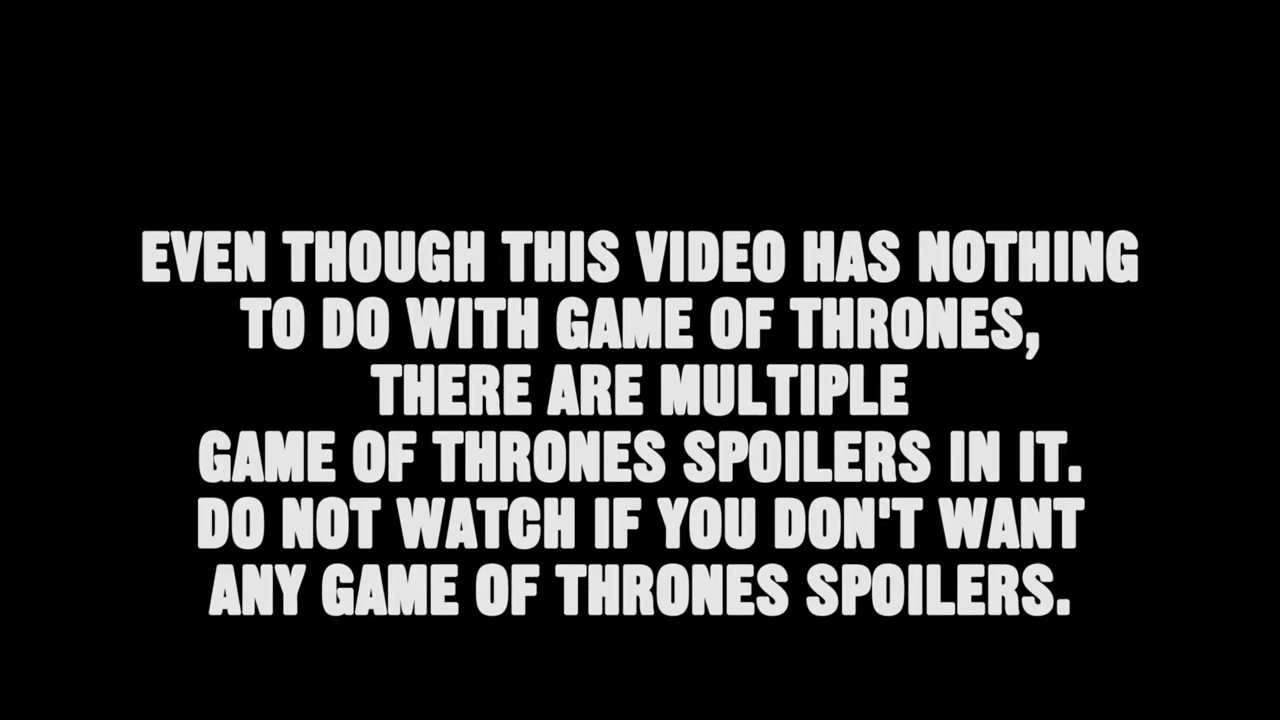 EVEN THOUGH THIS VIDEO HAS NOTHING
TO DO WITH GAME OF THRONES,
THERE ARE MULTIPLE
GAME OF THRONES SPOILERS IN IT.
DO NOT WATCH IF YOU DON'T WANT
ANY GAME OF THRONES SPOILERS.